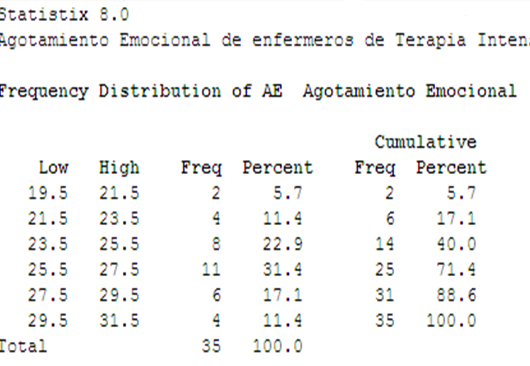 Statistix 8.0
Agotamiento Emocional de enfermeros de Terapia Inten
Frequency Distribution of AE Agotamiento Emocional
Cumulative
Low High Freq Percent Freq Percent
19.5 21.5 2 5.7 2 5.7
21.5 23.5 4 11.4 6 17.1
23.5 25.5 8 22.9 14 40.0
25.5 27.5 11 31.4 25 71.4
27.5 29.5 6 17.1 31 88.6
29.5 31.5 4 11.4 35 100.0
Total 35 100.0